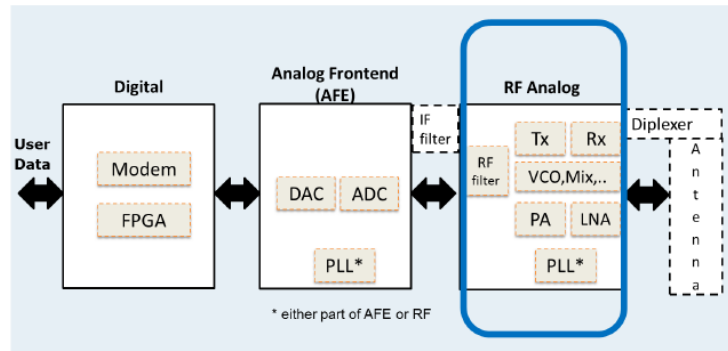 Digital
Analog Frontend
(AFE)
RF Analog
User
Data
Modem
FPGA
DAC
ADC
PLL*
IF
filter
RF
filter
Tx
Rx
VCO,Mix,..
PA
LNA
PLL*
Diplexer
A
n
t
e
n
n
a
* either part of AFE or RF